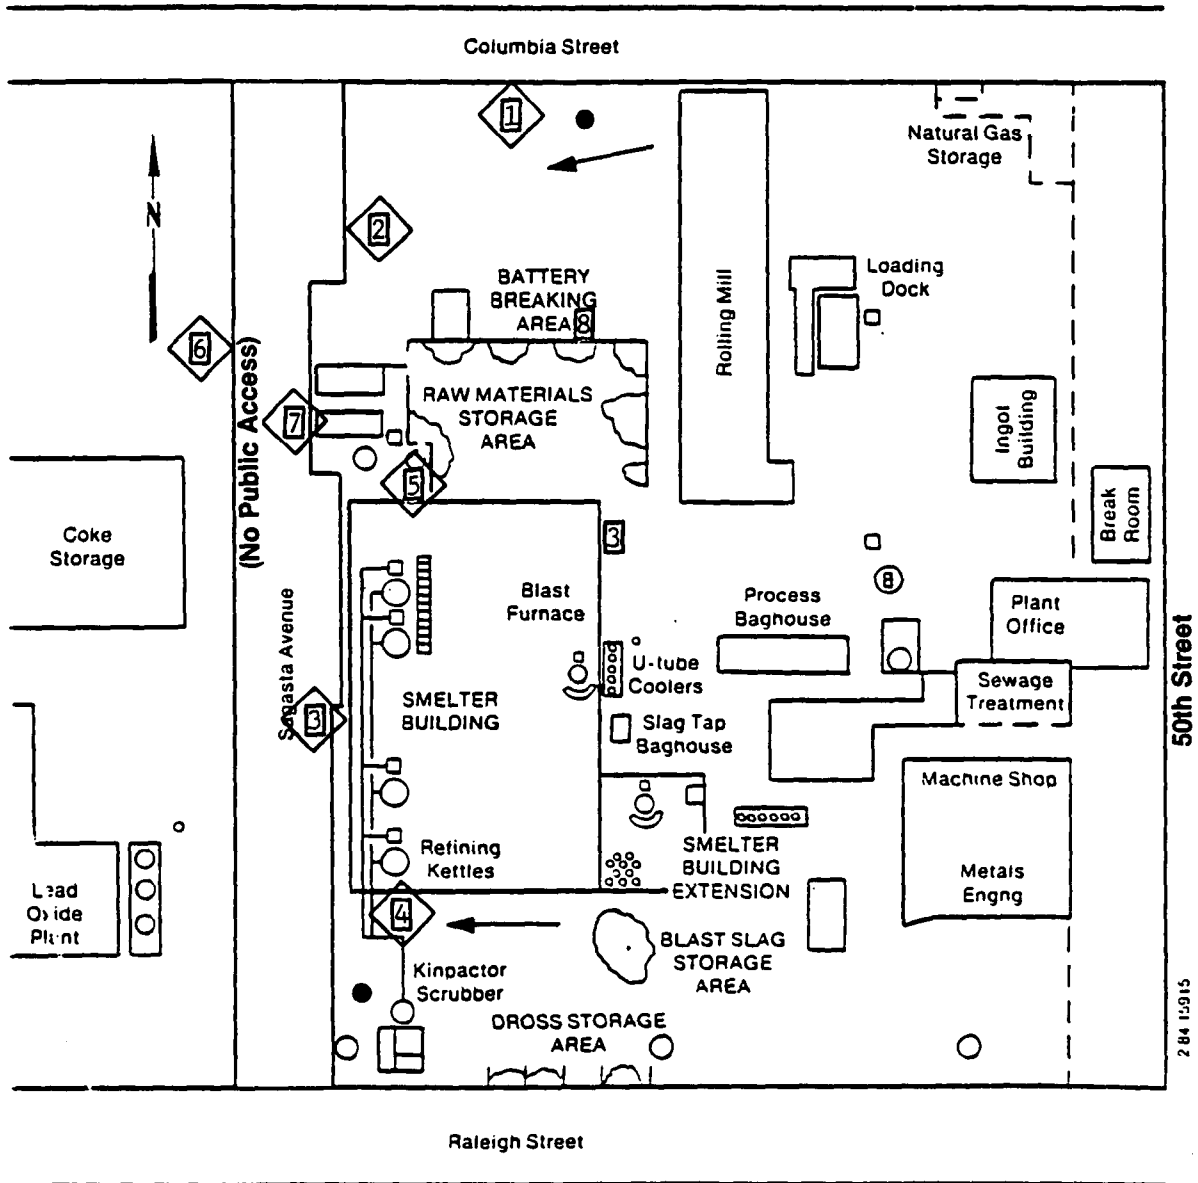 Columbia Street
1
Natural Gas
Storage
N
2
BATTERY
BREAKING
AREA
8
Loading
Dock
Rolling Mill
6
(No Public Access)
7
RAW MATERIALS
STORAGE
AREA
Ingot
Building
5
Break
Room
Coke
Storage
3
Blast
Furnace
Process
Baghouse
8
Plant
Office
Sagasta Avenue
U-tube
Coolers
SMELTER
BUILDING
Sewage
Treatment
50th Street
3
Slag Tap
Baghouse
Machine Shop
Refining
Kettles
SMELTER
BUILDING
EXTENSION
Metals
Engng
Lead
Oxide
Plant
4
BLAST SLAG
STORAGE
AREA
Kinpactor
Scrubber
DROSS STORAGE
AREA
2 84 15915
Raleigh Street